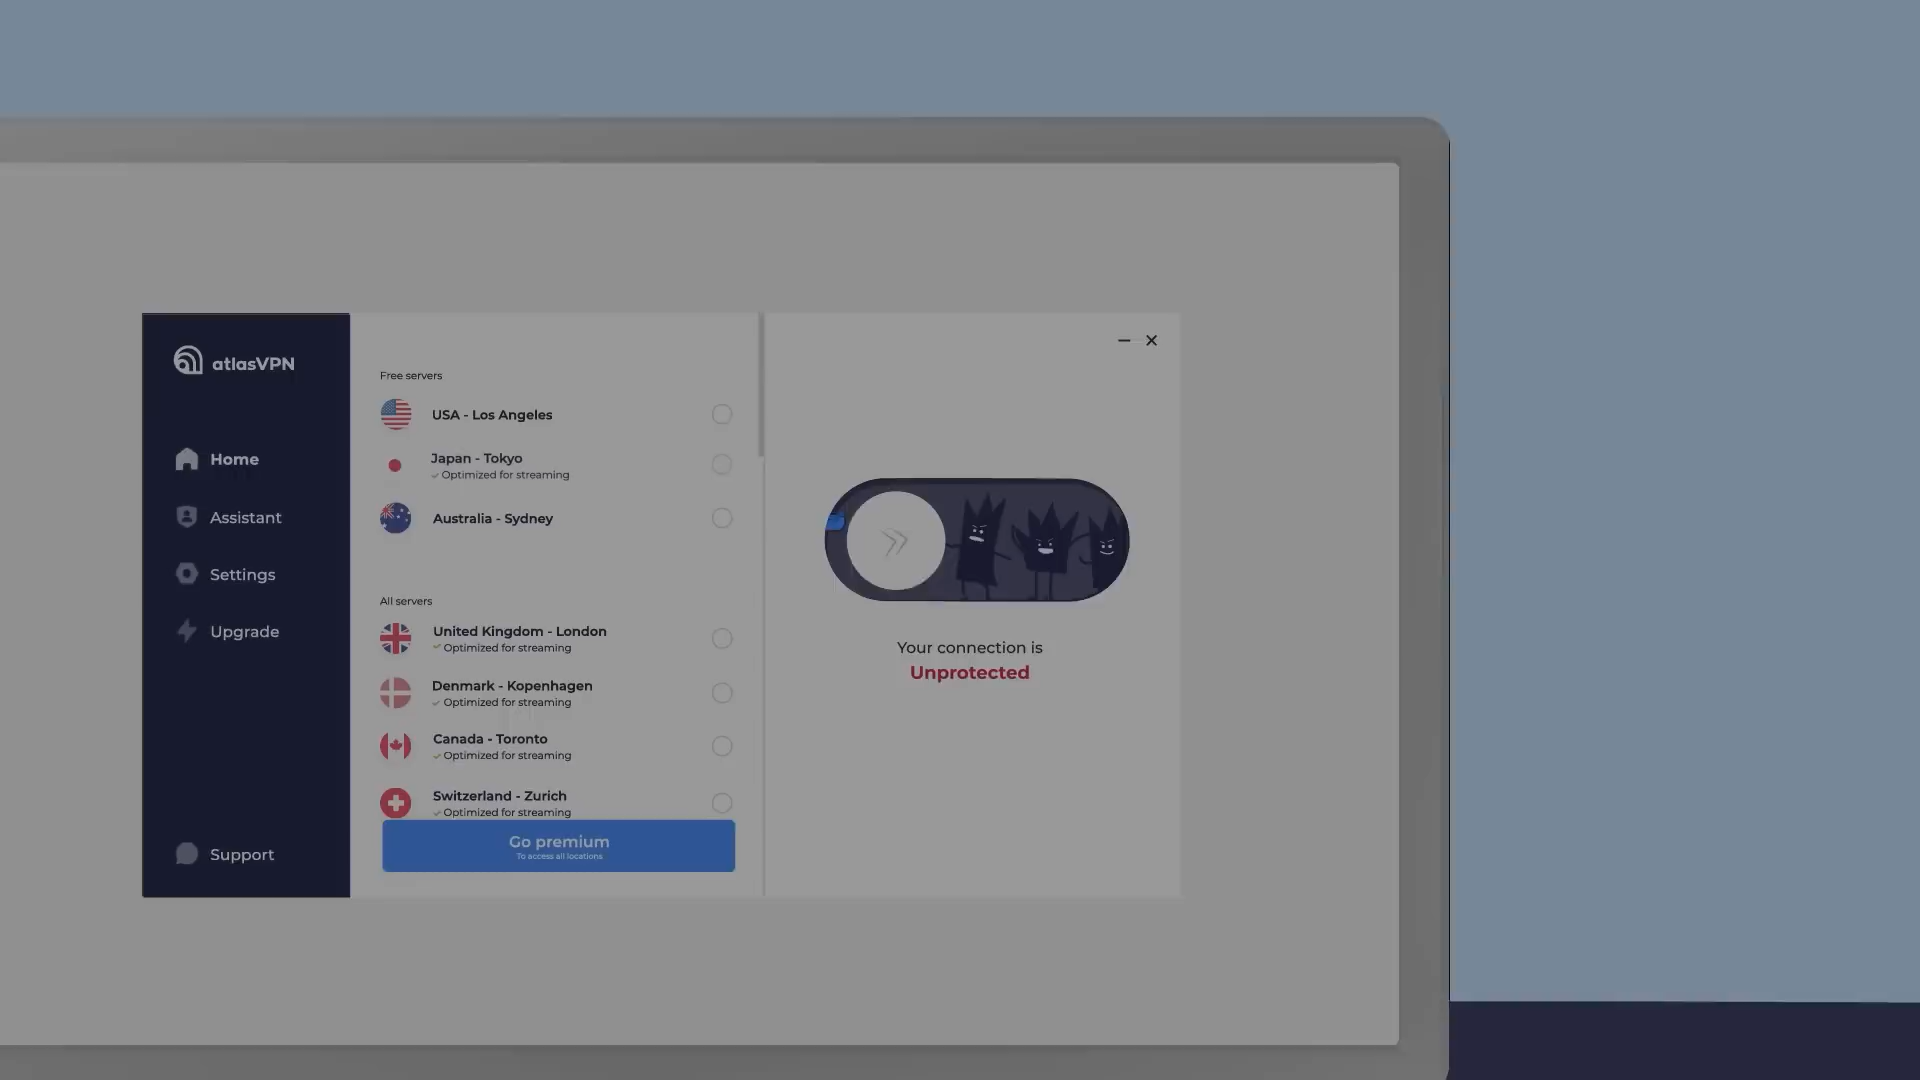 atlasVPN
Home
Assistant
Settings
Upgrade
Support
Free servers
USA - Los Angeles
Japan - Tokyo
Optimized for streaming
Australia - Sydney
All servers
United Kingdom - London
Optimized for streaming
Denmark - Kopenhagen
Optimized for streaming
Canada - Toronto
Optimized for streaming
Switzerland - Zurich
Optimized for streaming
Go premium
To access all locations
Your connection is
Unprotected